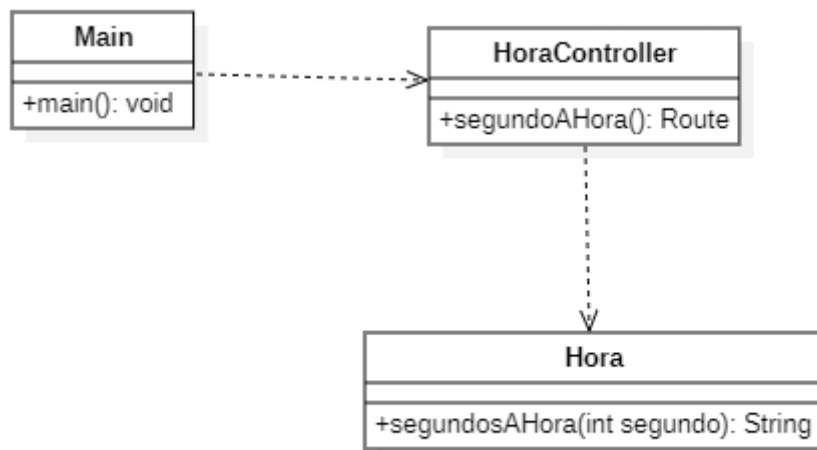 Main
+main(): void
HoraController
+segundoAHora(): Route
Hora
+segundosAHora(int segundo): String